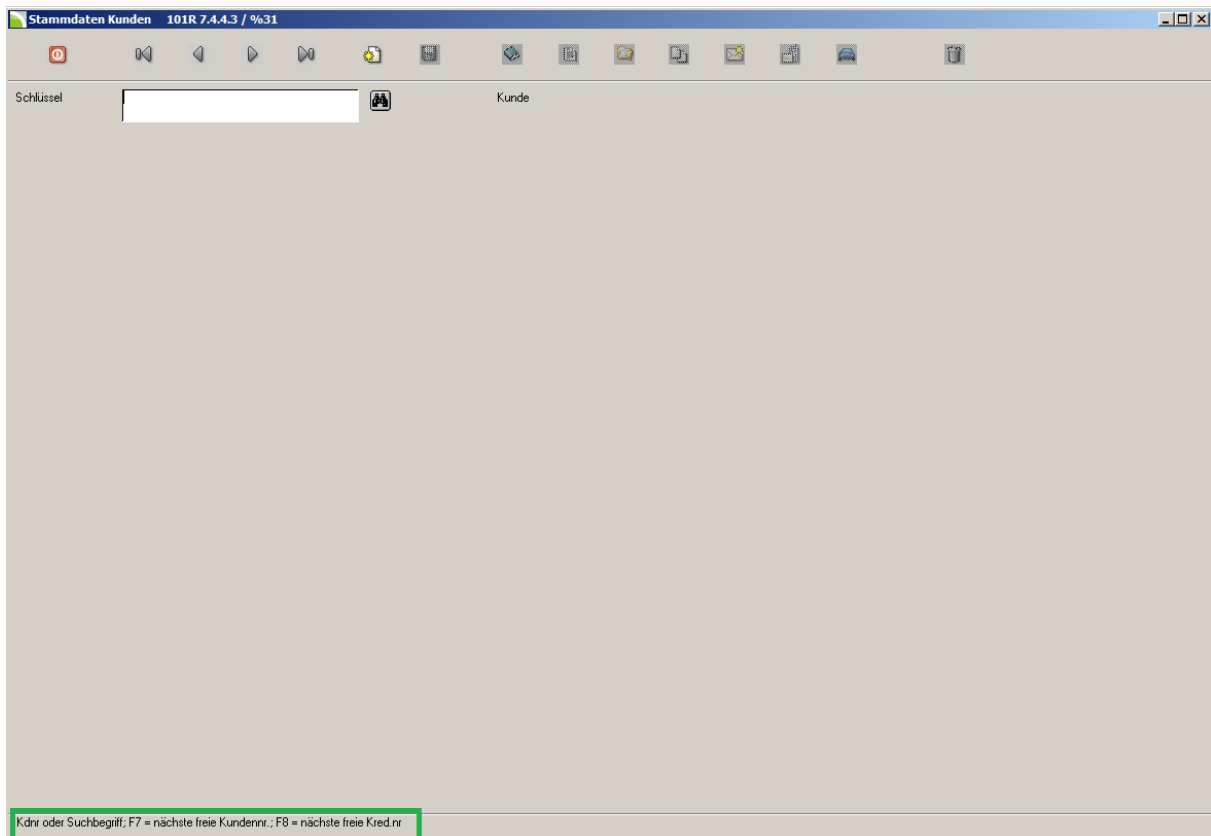 Stammdaten Kunden 101R 7.4.4.3 / %31
Schlüssel
Kunde
Kdnr oder Suchbegriff; F7 = nächste freie Kundennr.; F8 = nächste freie Kred.nr